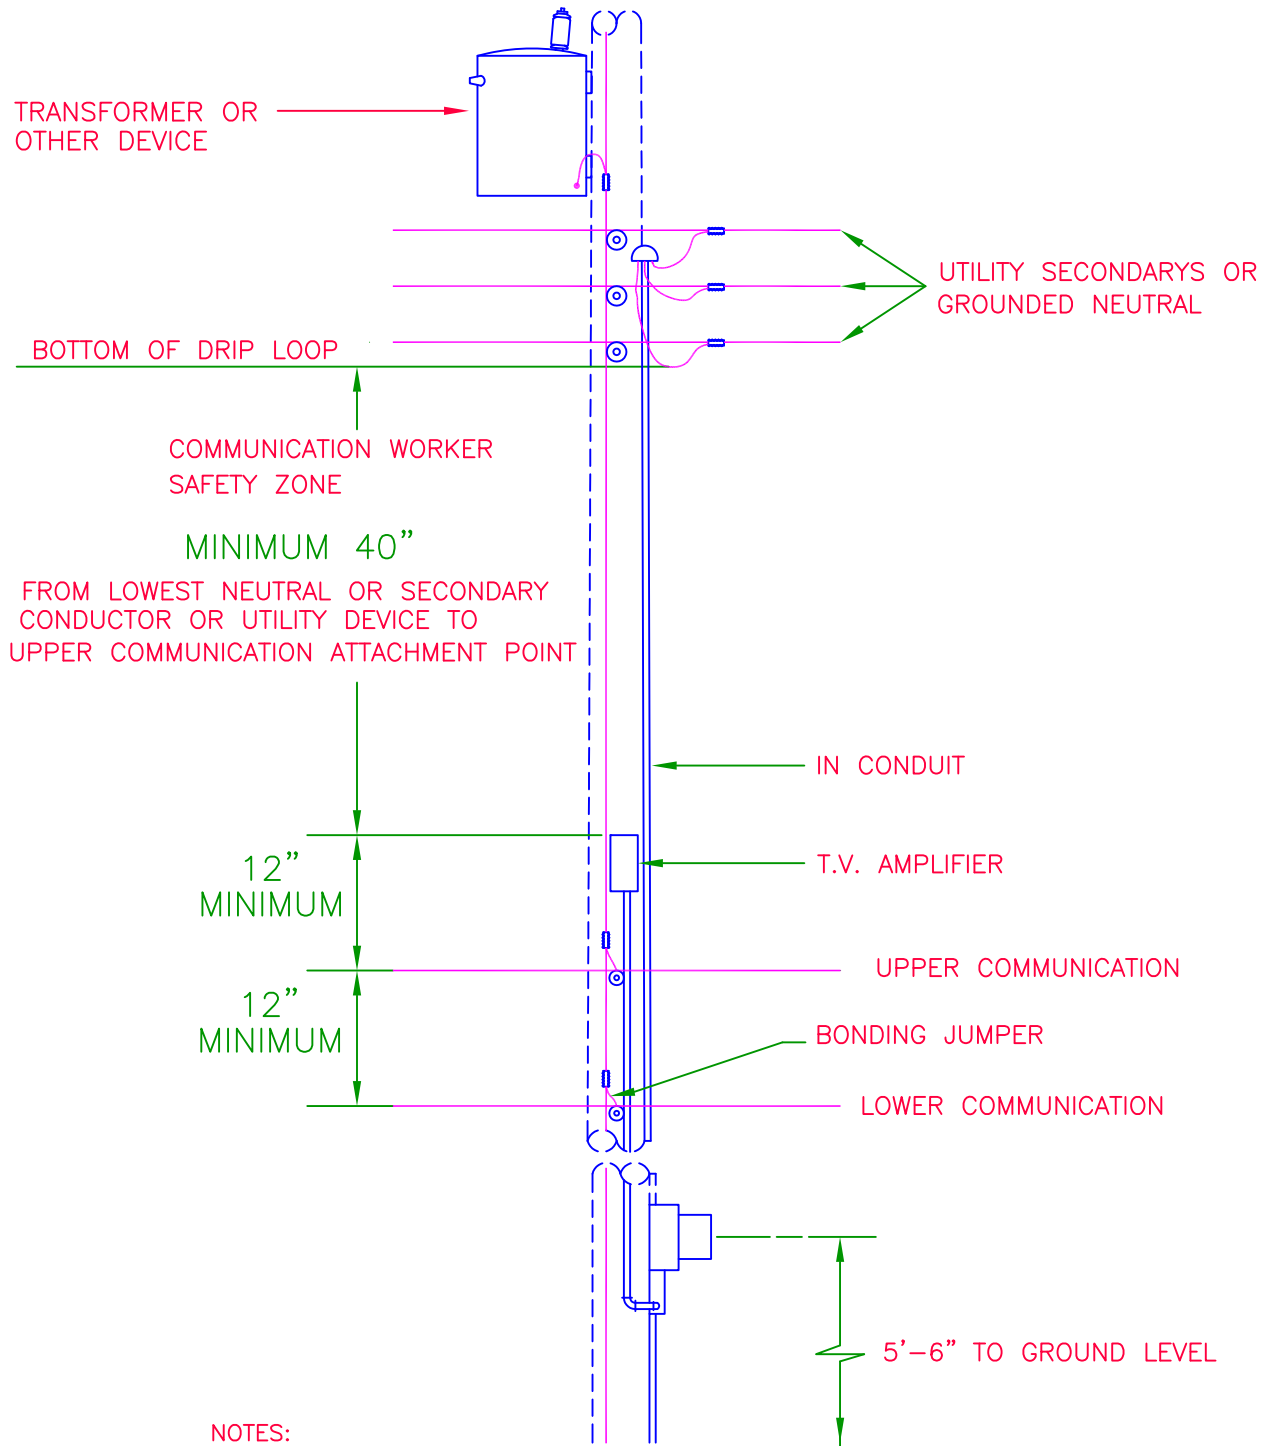 TRANSFORMER OR
OTHER DEVICE
UTILITY SECONDARYS OR
GROUNDED NEUTRAL
BOTTOM OF DRIP LOOP
COMMUNICATION WORKER
SAFETY ZONE
MINIMUM 40"
FROM LOWEST NEUTRAL OR SECONDARY
CONDUCTOR OR UTILITY DEVICE TO
UPPER COMMUNICATION ATTACHMENT POINT
IN CONDUIT
12"
MINIMUM
T.V. AMPLIFIER
UPPER COMMUNICATION
12"
MINIMUM
BONDING JUMPER
LOWER COMMUNICATION
5'-6" TO GROUND LEVEL
NOTES: